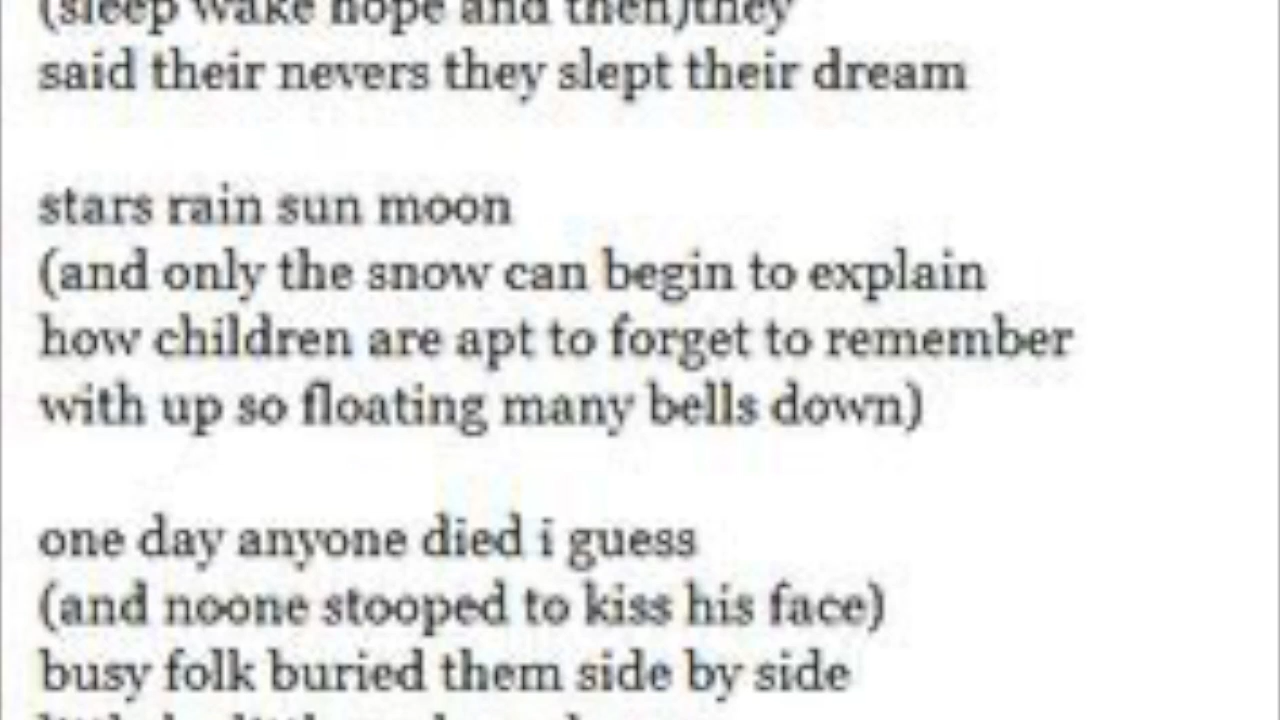 (sleep wake hope and then)they
said their nevers they slept their dream
stars rain sun moon
(and only the snow can begin to explain
how children are apt to forget to remember
with up so floating many bells down)
one day anyone died i guess
(and noone stooped to kiss his face)
busy folk buried them side by side